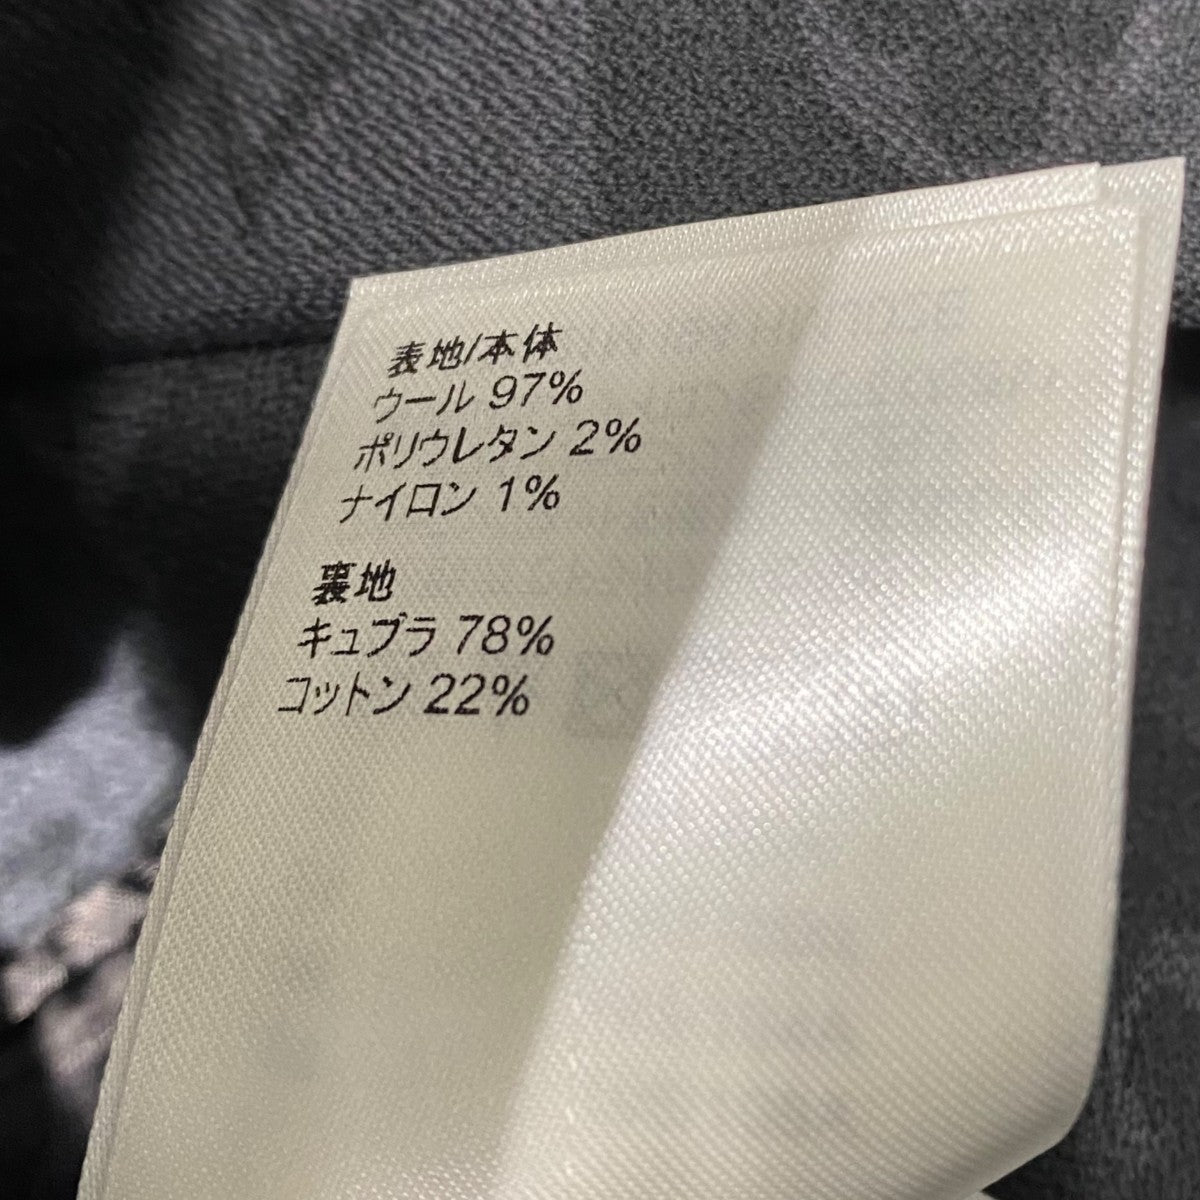 表地/本体
ウール 97%
ポリウレタン 2%
ナイロン 1%
裏地
キュプラ 78%
コットン 22%